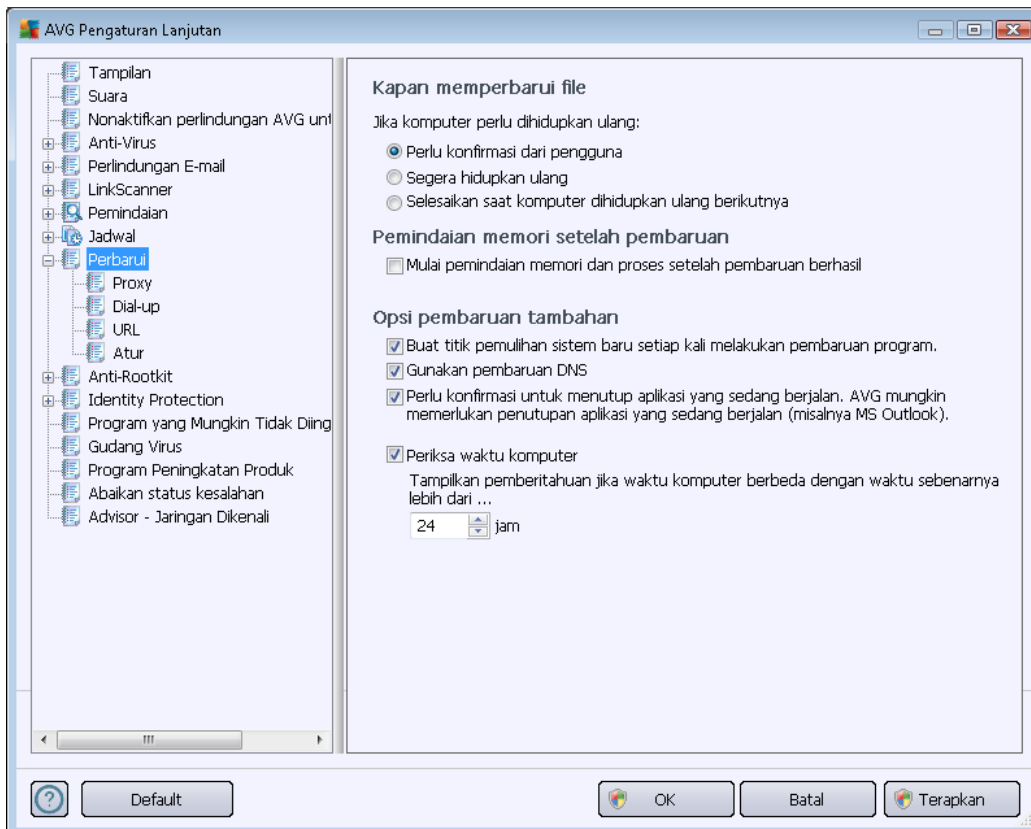 AVG Pengaturan Lanjutan
Tampilan
Suara
Nonaktifkan perlindungan AVG unt
Anti-Virus
Perlindungan E-mail
LinkScanner
Pemindaian
Jadwal
Perbarui
Proxy
Dial-up
URL
Atur
Anti-Rootkit
Identity Protection
Program yang Mungkin Tidak Diing
Gudang Virus
Program Peningkatan Produk
Abaikan status kesalahan
Advisor - Jaringan Dikenali
Kapan memperbarui file
Jika komputer perlu dihidupkan ulang:
Perlu konfirmasi dari pengguna
Segera hidupkan ulang
Selesaikan saat komputer dihidupkan ulang berikutnya
Pemindaian memori setelah pembaruan
Mulai pemindaian memori dan proses setelah pembaruan berhasil
Opsi pembaruan tambahan
Buat titik pemulihan sistem baru setiap kali melakukan pembaruan program.
Gunakan pembaruan DNS
Perlu konfirmasi untuk menutup aplikasi yang sedang berjalan. AVG mungkin
memerlukan penutupan aplikasi yang sedang berjalan (misalnya MS Outlook).
Periksa waktu komputer
Tampilkan pemberitahuan jika waktu komputer berbeda dengan waktu sebenarnya
lebih dari ...
24 jam
? Default OK Batal Terapkan